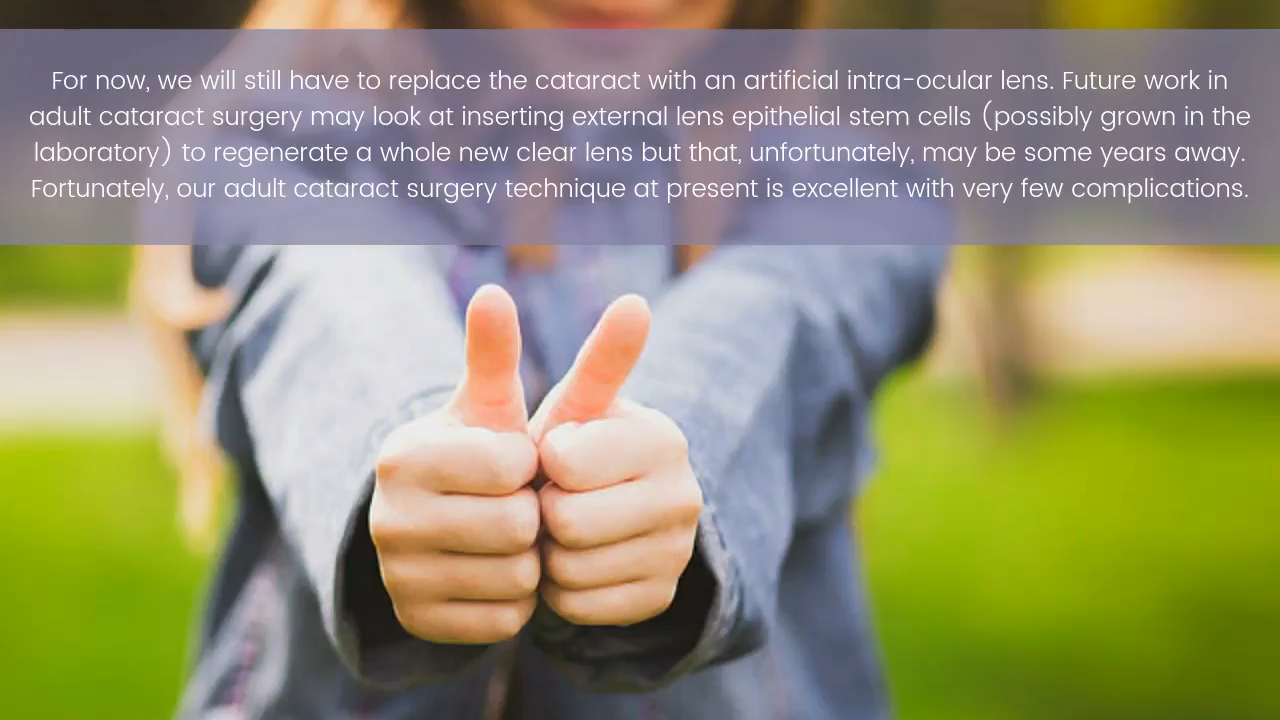 For now, we will still have to replace the cataract with an artificial intra-ocular lens. Future work in
adult cataract surgery may look at inserting external lens epithelial stem cells (possibly grown in the
laboratory) to regenerate a whole new clear lens but that, unfortunately, may be some years away.
Fortunately, our adult cataract surgery technique at present is excellent with very few complications.